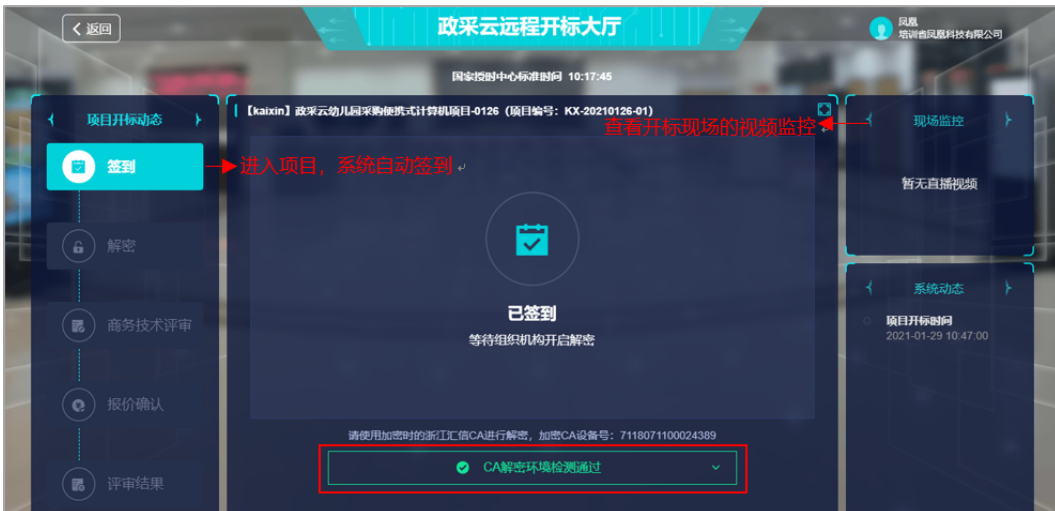 返回
政采云远程开标大厅
凤凰
培训省凤凰科技有限公司
国家授时中心标准时间 10:17:45
项目开标动态
签到
解密
商务技术评审
报价确认
评审结果
【kaixin】政采云幼儿园采购便携式计算机项目-0126（项目编号：KX-20210126-01）
查看开标现场的视频监控
进入项目，系统自动签到
已签到
等待组织机构开启解密
请使用加密时的浙江汇信CA进行解密，加密CA设备号：7118071100024389
CA解密环境检测通过
现场监控
暂无直播视频
系统动态
项目开标时间
2021-01-29 10:47:00